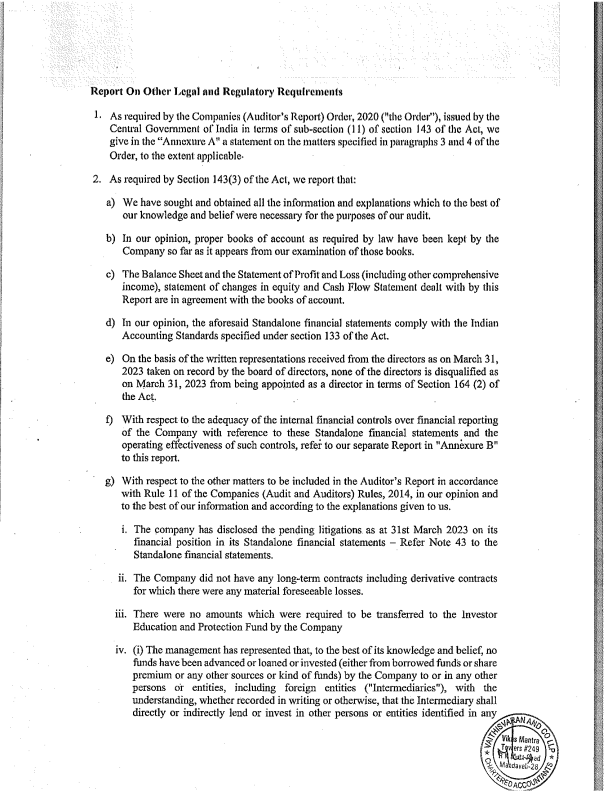 Report On Other Legal and Regulatory Requirements
1. As required by the Companies (Auditor's Report) Order, 2020 ("the Order"), issued by the
Central Government of India in terms of sub-section (11) of section 143 of the Act, we
give in the "Annexure A" a statement on the matters specified in paragraphs 3 and 4 of the
Order, to the extent applicable.
2. As required by Section 143(3) of the Act, we report that:
a) We have sought and obtained all the information and explanations which to the best of
our knowledge and belief were necessary for the purposes of our audit.
b) In our opinion, proper books of account as required by law have been kept by the
Company so far as it appears from our examination of those books.
c) The Balance Sheet and the Statement of Profit and Loss (including other comprehensive
income), statement of changes in equity and Cash Flow Statement dealt with by this
Report are in agreement with the books of account.
d) In our opinion, the aforesaid Standalone financial statements comply with the Indian
Accounting Standards specified under section 133 of the Act.
e) On the basis of the written representations received from the directors as on March 31,
2023 taken on record by the board of directors, none of the directors is disqualified as
on March 31, 2023 from being appointed as a director in terms of Section 164 (2) of
the Act.
f) With respect to the adequacy of the internal financial controls over financial reporting
of the Company with reference to these Standalone financial statements and the
operating effectiveness of such controls, refer to our separate Report in "Annexure B"
to this report.
g) With respect to the other matters to be included in the Auditor's Report in accordance
with Rule 11 of the Companies (Audit and Auditors) Rules, 2014, in our opinion and
to the best of our information and according to the explanations given to us.
i. The company has disclosed the pending litigations as at 31st March 2023 on its
financial position in its Standalone financial statements – Refer Note 43 to the
Standalone financial statements.
ii. The Company did not have any long-term contracts including derivative contracts
for which there were any material foreseeable losses.
iii. There were no amounts which were required to be transferred to the Investor
Education and Protection Fund by the Company
iv. (i) The management has represented that, to the best of its knowledge and belief, no
funds have been advanced or loaned or invested (either from borrowed funds or share
premium or any other sources or kind of funds) by the Company to or in any other
persons or entities, including foreign entities ("Intermediaries"), with the
understanding, whether recorded in writing or otherwise, that the Intermediary shall
directly or indirectly lend or invest in other persons or entities identified in any
VAITHISVARAN AND CO LLP
Vikas Mantra
Towers #249
Mandaveli-28
CHARTERED ACCOUNTANTS